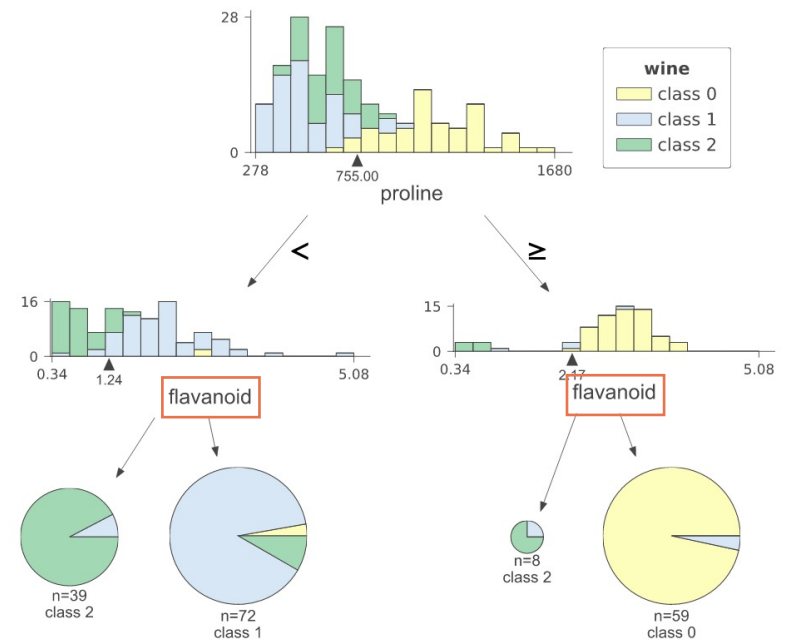 28
0
278
755.00
1680
proline
wine
class 0
class 1
class 2
<
≥
16
0
0.34
1.24
5.08
flavanoid
15
0
0.34
2.17
5.08
flavanoid
n=39
class 2
n=72
class 1
n=8
class 2
n=59
class 0